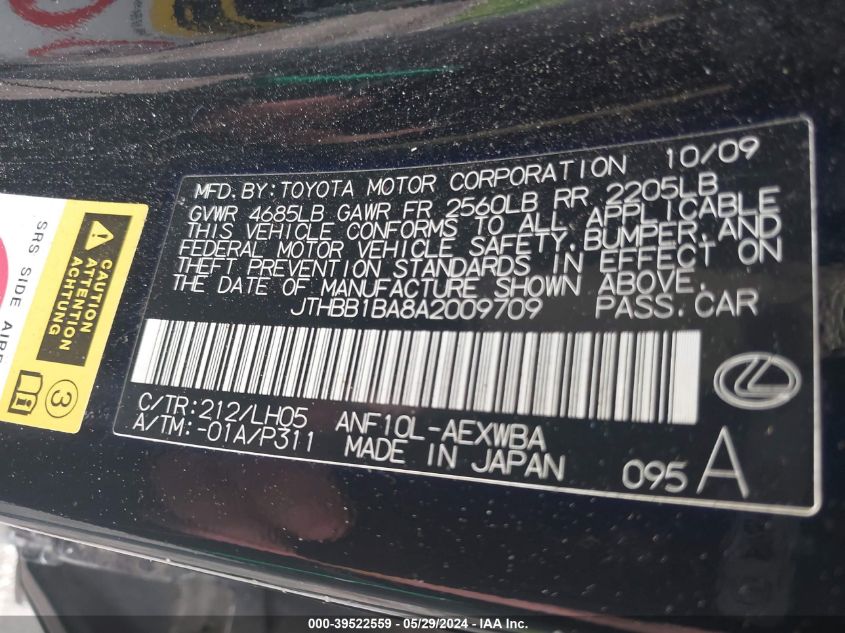 MFD. BY: TOYOTA MOTOR CORPORATION 10/09
GVWR 4685LB GAWR FR 2560LB RR 2205LB
THIS VEHICLE CONFORMS TO ALL APPLICABLE
FEDERAL MOTOR VEHICLE SAFETY, BUMPER, AND
THEFT PREVENTION STANDARDS IN EFFECT ON
THE DATE OF MANUFACTURE SHOWN ABOVE.
JTHBB1BA8A2009709 PASS. CAR
C/TR: 212/LH05 ANF10L-AEXWBA
A/TM: -01A/P311 MADE IN JAPAN
095 A
SRS SIDE
CAUTION
ATTENTION
ACHTUNG
3
000-39522559 - 05/29/2024 - IAA Inc.